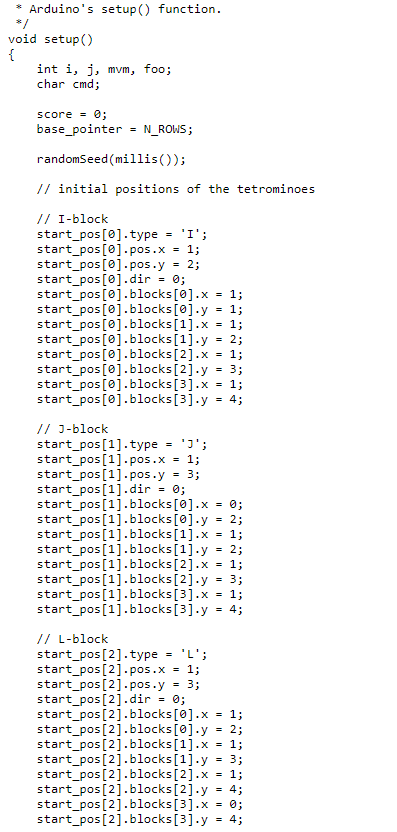 * Arduino's setup() function.
 */
void setup()
{
    int i, j, mvm, foo;
    char cmd;

    score = 0;
    base_pointer = N_ROWS;

    randomSeed(millis());

    // initial positions of the tetrominoes

    // I-block
    start_pos[0].type = 'I';
    start_pos[0].pos.x = 1;
    start_pos[0].pos.y = 2;
    start_pos[0].dir = 0;
    start_pos[0].blocks[0].x = 1;
    start_pos[0].blocks[0].y = 1;
    start_pos[0].blocks[1].x = 1;
    start_pos[0].blocks[1].y = 2;
    start_pos[0].blocks[2].x = 1;
    start_pos[0].blocks[2].y = 3;
    start_pos[0].blocks[3].x = 1;
    start_pos[0].blocks[3].y = 4;

    // J-block
    start_pos[1].type = 'J';
    start_pos[1].pos.x = 1;
    start_pos[1].pos.y = 3;
    start_pos[1].dir = 0;
    start_pos[1].blocks[0].x = 0;
    start_pos[1].blocks[0].y = 2;
    start_pos[1].blocks[1].x = 1;
    start_pos[1].blocks[1].y = 2;
    start_pos[1].blocks[2].x = 1;
    start_pos[1].blocks[2].y = 3;
    start_pos[1].blocks[3].x = 1;
    start_pos[1].blocks[3].y = 4;

    // L-block
    start_pos[2].type = 'L';
    start_pos[2].pos.x = 1;
    start_pos[2].pos.y = 3;
    start_pos[2].dir = 0;
    start_pos[2].blocks[0].x = 1;
    start_pos[2].blocks[0].y = 2;
    start_pos[2].blocks[1].x = 1;
    start_pos[2].blocks[1].y = 3;
    start_pos[2].blocks[2].x = 1;
    start_pos[2].blocks[2].y = 4;
    start_pos[2].blocks[3].x = 0;
    start_pos[2].blocks[3].y = 4;